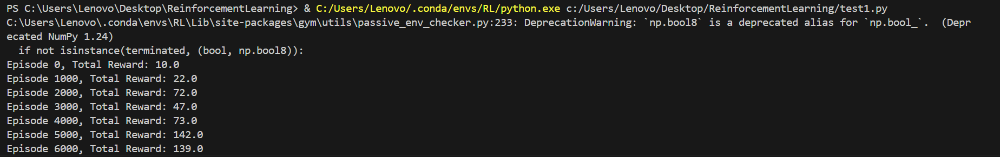 PS C:\Users\Lenovo\Desktop\ReinforcementLearning> & C:/Users/Lenovo/.conda/envs/RL/python.exe c:/Users/Lenovo/Desktop/ReinforcementLearning/test1.py
C:\Users\Lenovo\.conda\envs\RL\Lib\site-packages\gym\utils\passive_env_checker.py:233: DeprecationWarning: `np.bool8` is a deprecated alias for `np.bool_`.  (Depr
ecated NumPy 1.24)
  if not isinstance(terminated, (bool, np.bool8)):
Episode 0, Total Reward: 10.0
Episode 1000, Total Reward: 22.0
Episode 2000, Total Reward: 72.0
Episode 3000, Total Reward: 47.0
Episode 4000, Total Reward: 73.0
Episode 5000, Total Reward: 142.0
Episode 6000, Total Reward: 139.0